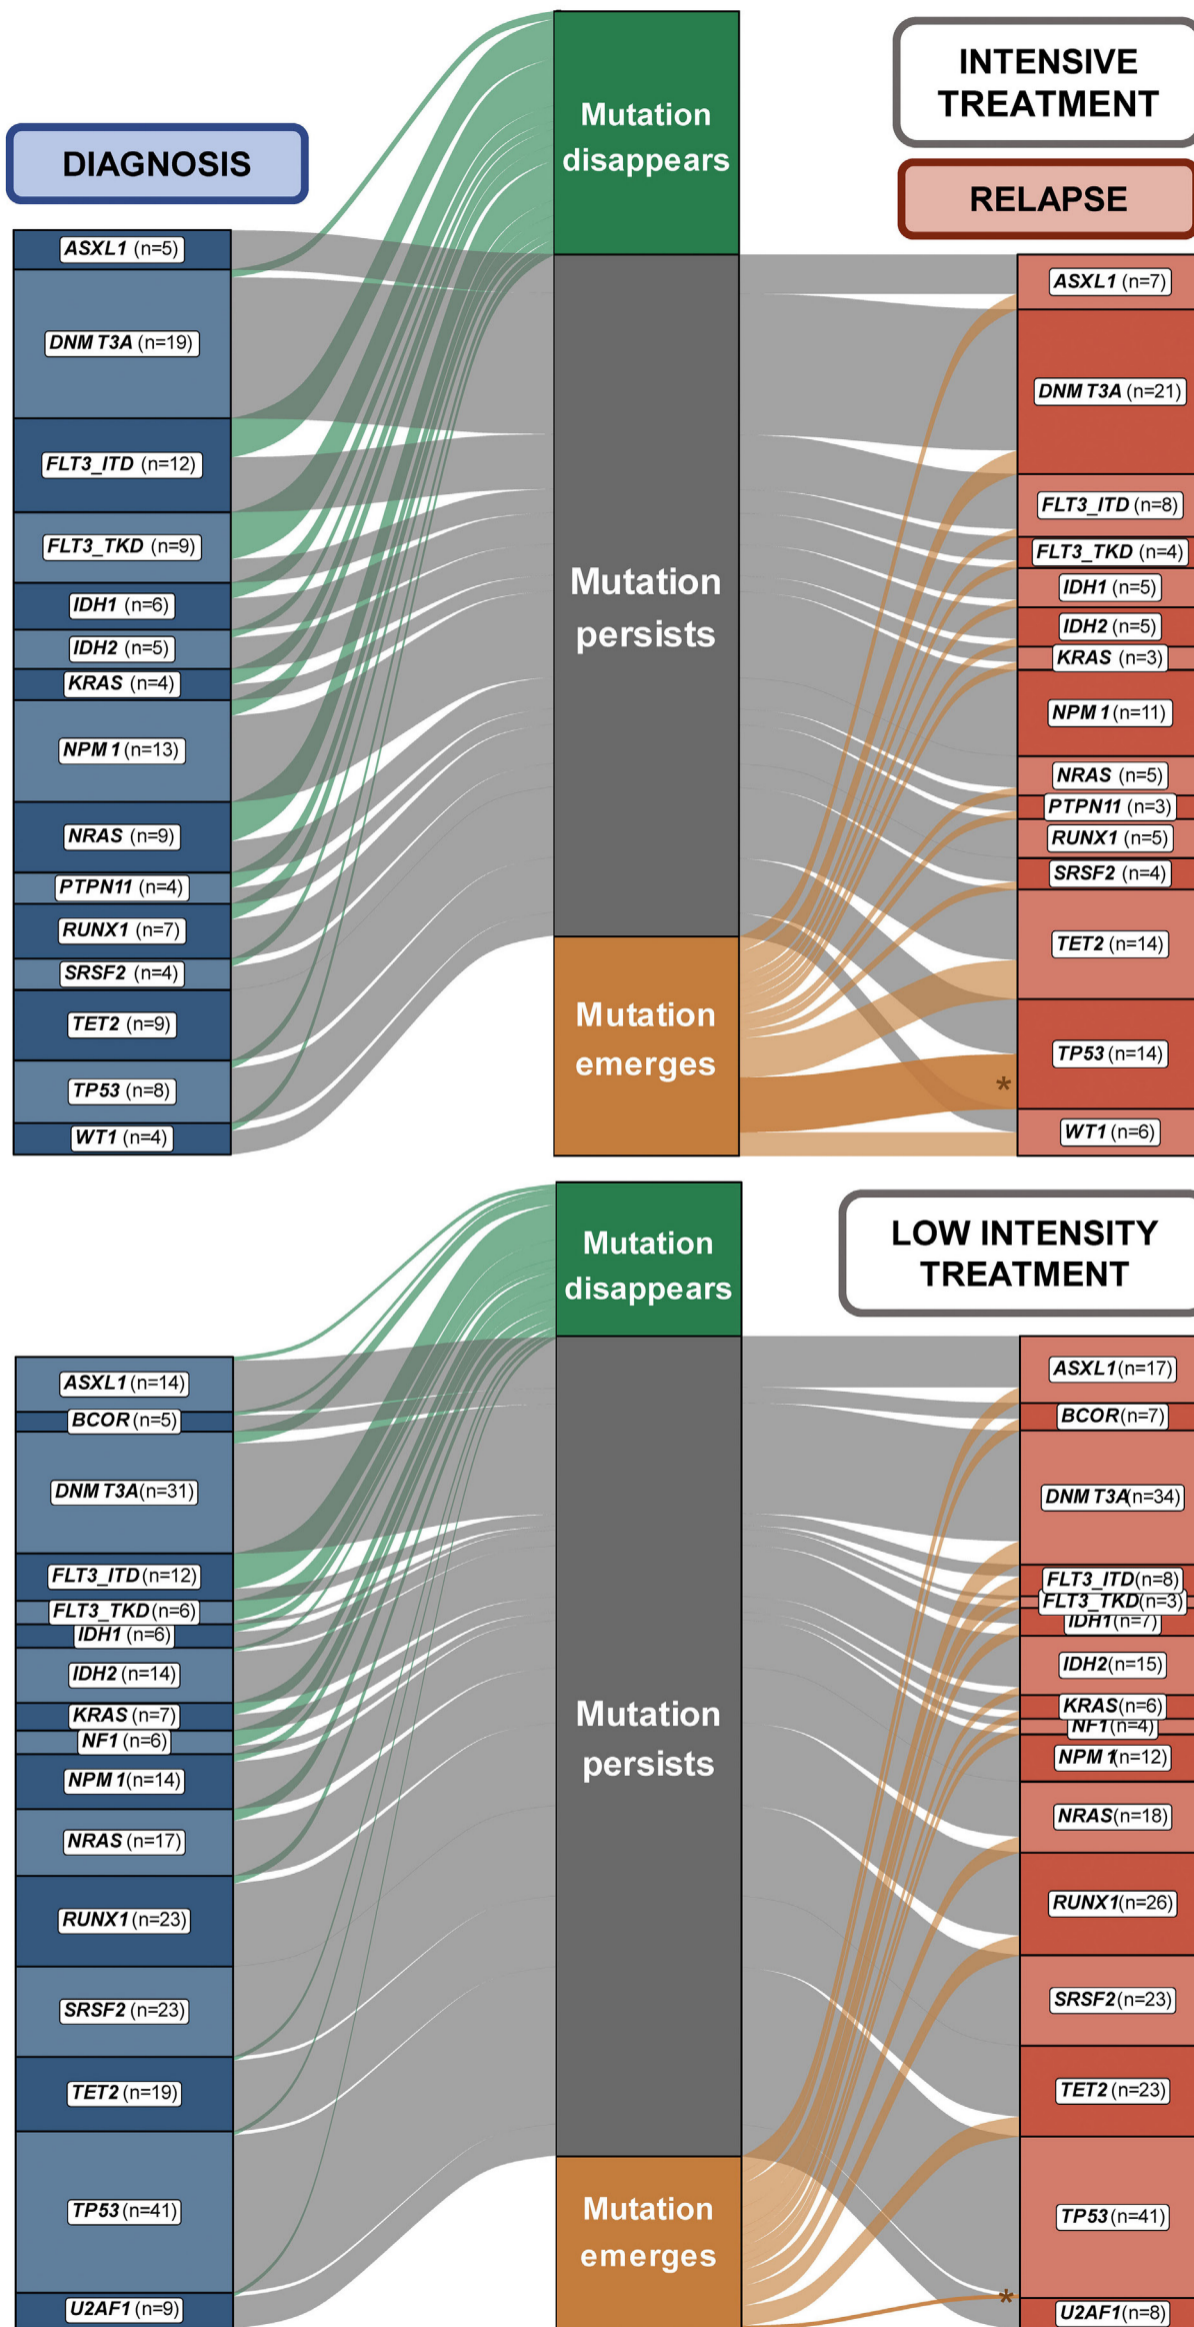 INTENSIVE
TREATMENT
DIAGNOSIS
RELAPSE
Mutation
disappears
Mutation
persists
Mutation
emerges
ASXL1 (n=5)
DNMT3A (n=19)
FLT3_ITD (n=12)
FLT3_TKD (n=9)
IDH1 (n=6)
IDH2 (n=5)
KRAS (n=4)
NPM1 (n=13)
NRAS (n=9)
PTPN11 (n=4)
RUNX1 (n=7)
SRSF2 (n=4)
TET2 (n=9)
TP53 (n=8)
WT1 (n=4)
ASXL1 (n=7)
DNMT3A (n=21)
FLT3_ITD (n=8)
FLT3_TKD (n=4)
IDH1 (n=5)
IDH2 (n=5)
KRAS (n=3)
NPM1 (n=11)
NRAS (n=5)
PTPN11 (n=3)
RUNX1 (n=5)
SRSF2 (n=4)
TET2 (n=14)
TP53 (n=14)
*
WT1 (n=6)
LOW INTENSITY
TREATMENT
Mutation
disappears
Mutation
persists
Mutation
emerges
ASXL1 (n=14)
BCOR (n=5)
DNMT3A (n=31)
FLT3_ITD (n=12)
FLT3_TKD (n=6)
IDH1 (n=6)
IDH2 (n=14)
KRAS (n=7)
NF1 (n=6)
NPM1 (n=14)
NRAS (n=17)
RUNX1 (n=23)
SRSF2 (n=23)
TET2 (n=19)
TP53 (n=41)
U2AF1 (n=9)
ASXL1 (n=17)
BCOR (n=7)
DNMT3A (n=34)
FLT3_ITD (n=8)
FLT3_TKD (n=3)
IDH1 (n=7)
IDH2 (n=15)
KRAS (n=6)
NF1 (n=4)
NPM1 (n=12)
NRAS (n=18)
RUNX1 (n=26)
SRSF2 (n=23)
TET2 (n=23)
TP53 (n=41)
*
U2AF1 (n=8)